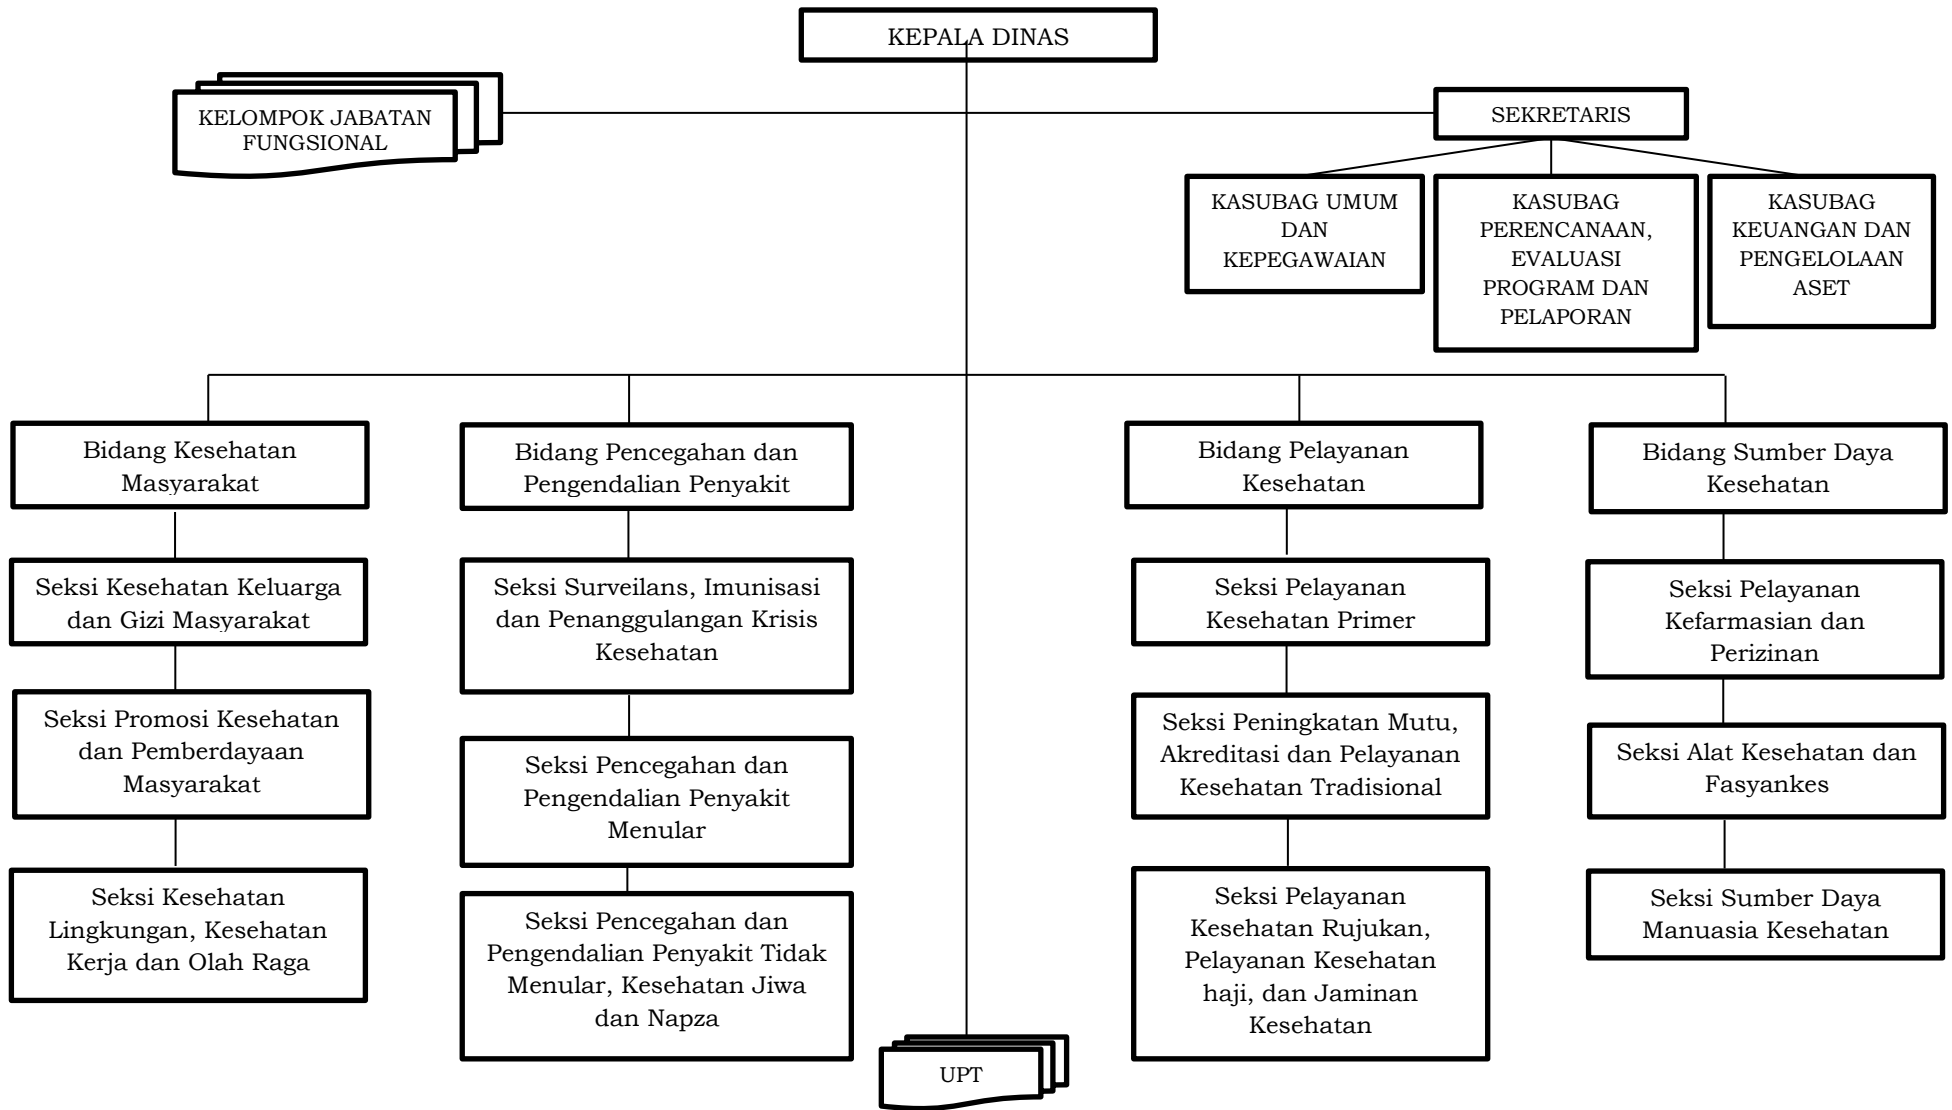 KEPALA DINAS
KELOMPOK JABATAN
FUNGSIONAL
SEKRETARIS
KASUBAG UMUM
DAN
KEPEGAWAIAN
KASUBAG
PERENCANAAN,
EVALUASI
PROGRAM DAN
PELAPORAN
KASUBAG
KEUANGAN DAN
PENGELOLAAN
ASET
Bidang Kesehatan
Masyarakat
Seksi Kesehatan Keluarga
dan Gizi Masyarakat
Seksi Promosi Kesehatan
dan Pemberdayaan
Masyarakat
Seksi Kesehatan
Lingkungan, Kesehatan
Kerja dan Olah Raga
Bidang Pencegahan dan
Pengendalian Penyakit
Seksi Surveilans, Imunisasi
dan Penanggulangan Krisis
Kesehatan
Seksi Pencegahan dan
Pengendalian Penyakit
Menular
Seksi Pencegahan dan
Pengendalian Penyakit Tidak
Menular, Kesehatan Jiwa
dan Napza
Bidang Pelayanan
Kesehatan
Seksi Pelayanan
Kesehatan Primer
Seksi Peningkatan Mutu,
Akreditasi dan Pelayanan
Kesehatan Tradisional
Seksi Pelayanan
Kesehatan Rujukan,
Pelayanan Kesehatan
haji, dan Jaminan
Kesehatan
Bidang Sumber Daya
Kesehatan
Seksi Pelayanan
Kefarmasian dan
Perizinan
Seksi Alat Kesehatan dan
Fasyankes
Seksi Sumber Daya
Manuasia Kesehatan
UPT